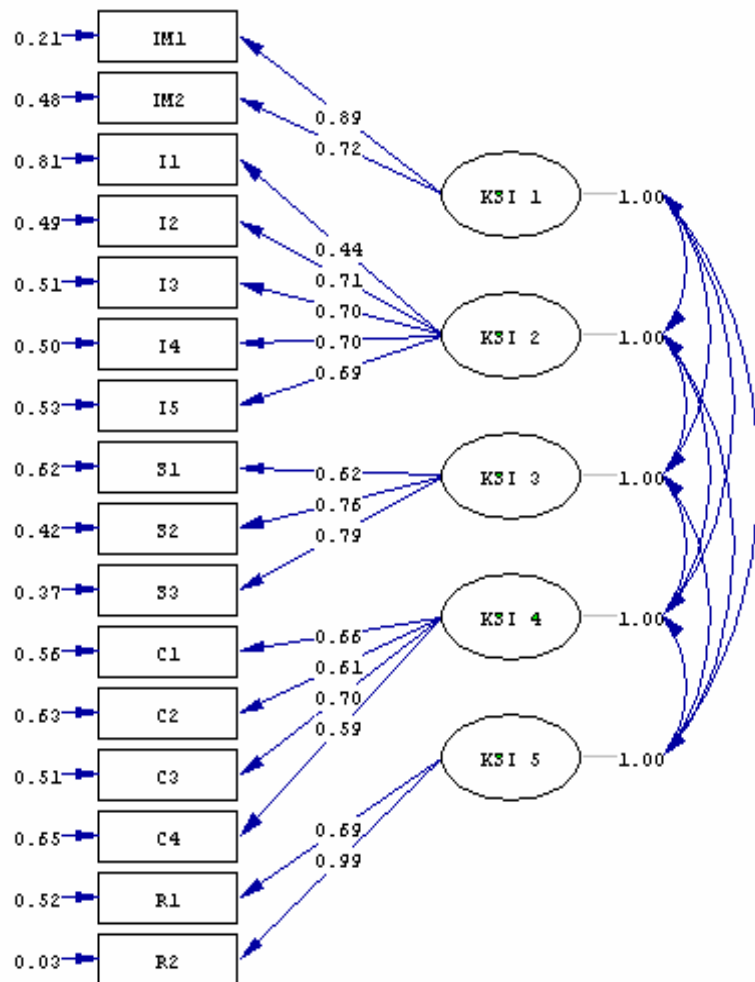 0.21 IM1
0.48 IM2
0.89
0.72
0.81 I1
KSI 1 1.00
0.49 I2
0.44
0.71
0.51 I3
0.70
0.50 I4
0.70
KSI 2 1.00
0.69
0.53 I5
0.62 S1
0.62
KSI 3 1.00
0.76
0.42 S2
0.79
0.37 S3
0.66
0.56 C1
KSI 4 1.00
0.61
0.70
0.63 C2
0.59
0.51 C3
KSI 5 1.00
0.65 C4
0.69
0.99
0.52 R1
0.03 R2